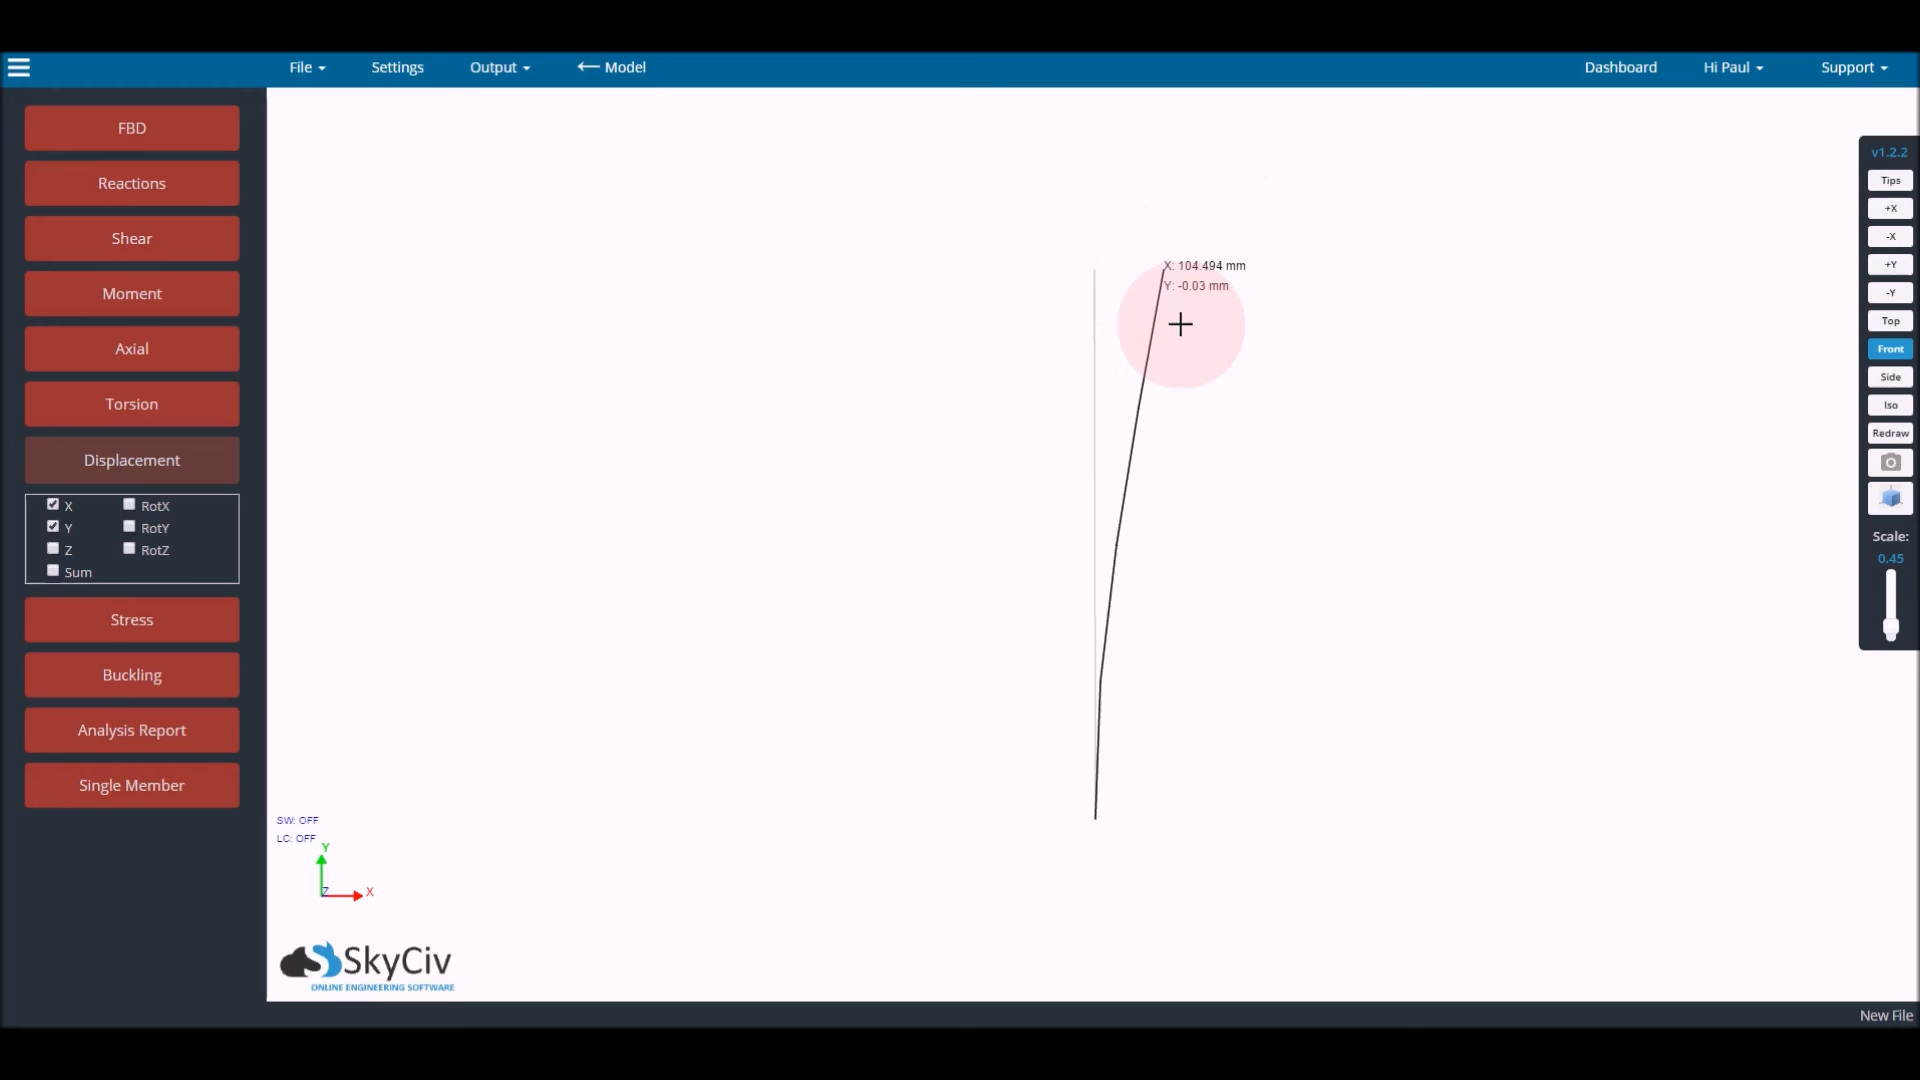 File Settings Output ← Model Dashboard Hi Paul Support
FBD
Reactions
Shear
Moment
Axial
Torsion
Displacement
X RotX
Y RotY
Z RotZ
Sum
Stress
Buckling
Analysis Report
Single Member
X: 104.494 mm
Y: -0.03 mm
SW: OFF
LC: OFF
Y
Z X
SkyCiv
ONLINE ENGINEERING SOFTWARE
v1.2.2
Tips
+X
-X
+Y
-Y
Top
Front
Side
Iso
Redraw
Scale:
0.45
New File